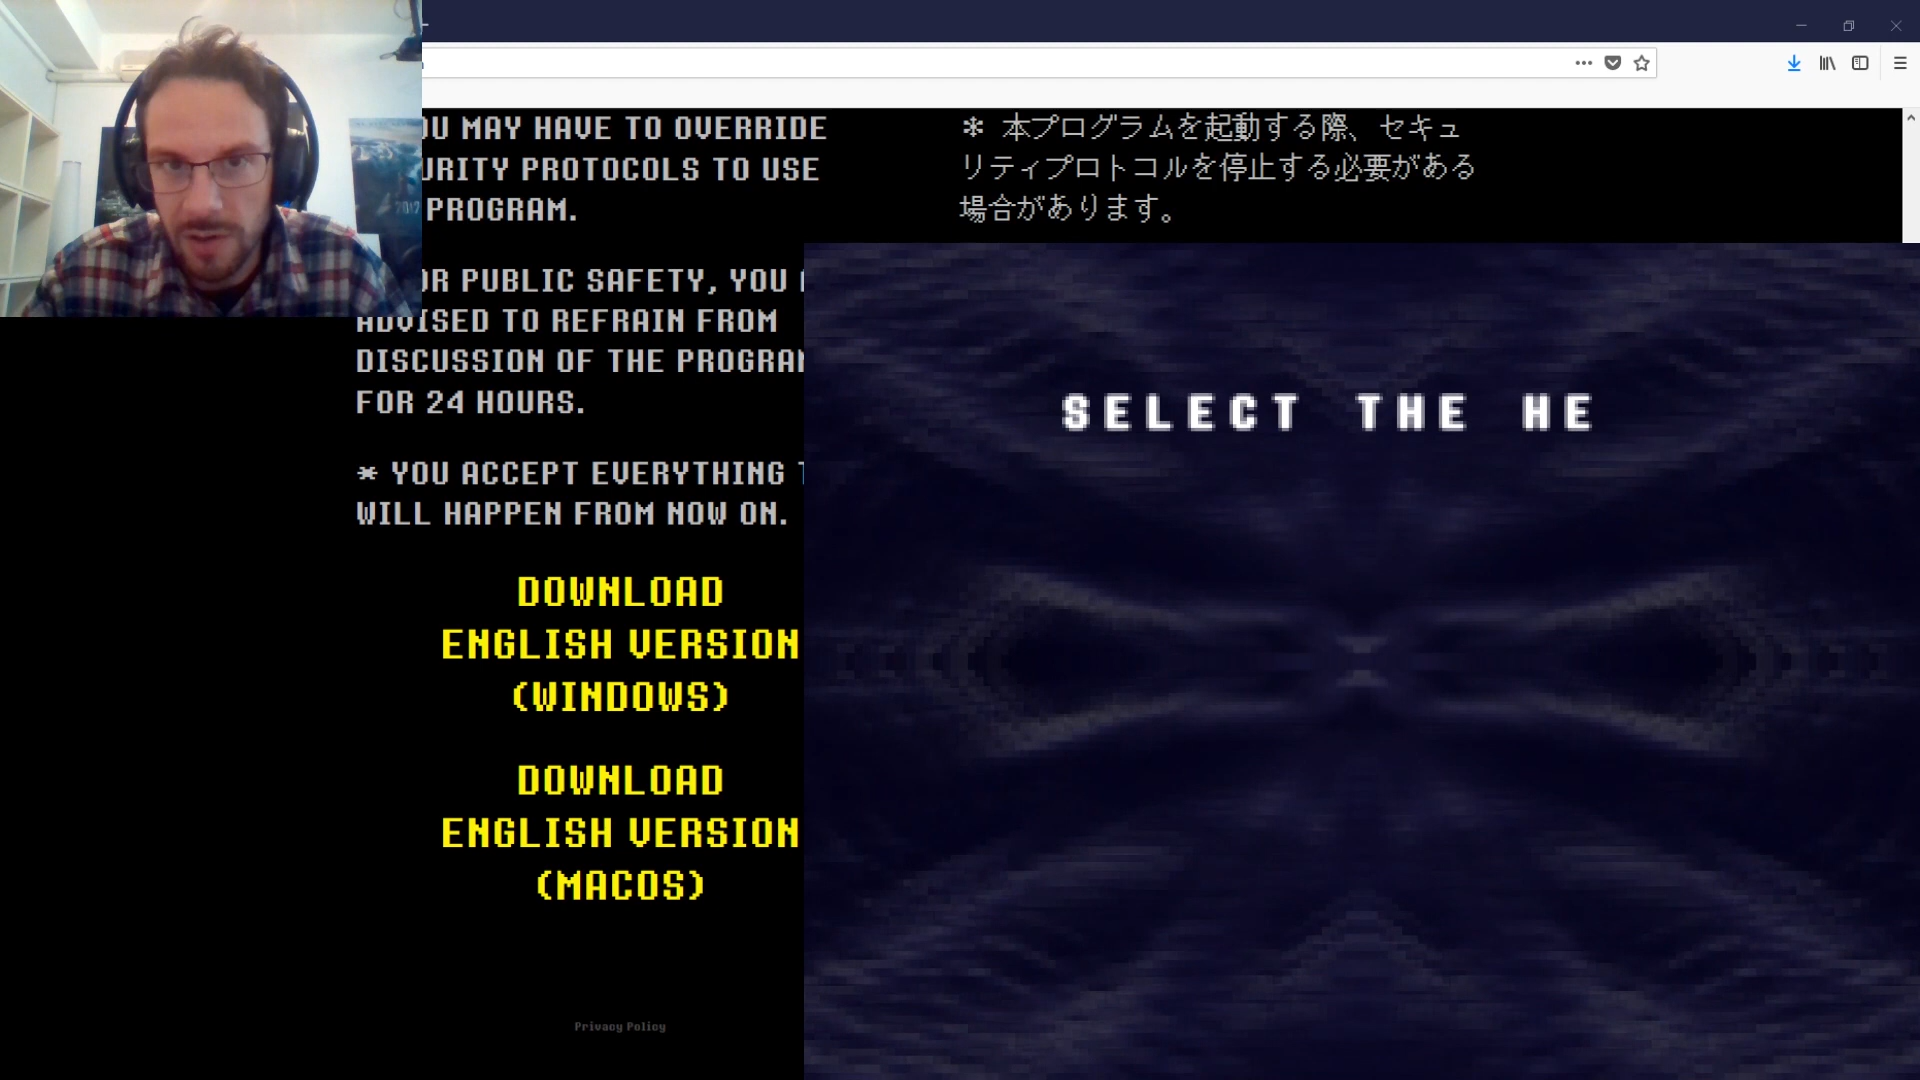 OU MAY HAVE TO OVERRIDE
URITY PROTOCOLS TO USE
PROGRAM.
OR PUBLIC SAFETY, YOU
ADVISED TO REFRAIN FROM
DISCUSSION OF THE PROGRAM
FOR 24 HOURS.
* YOU ACCEPT EVERYTHING T
WILL HAPPEN FROM NOW ON.
DOWNLOAD
ENGLISH VERSION
(WINDOWS)
DOWNLOAD
ENGLISH VERSION
(MACOS)
Privacy Policy
* 本プログラムを起動する際、セキュ
リティプロトコルを停止する必要がある
場合があります。
SELECT THE HE